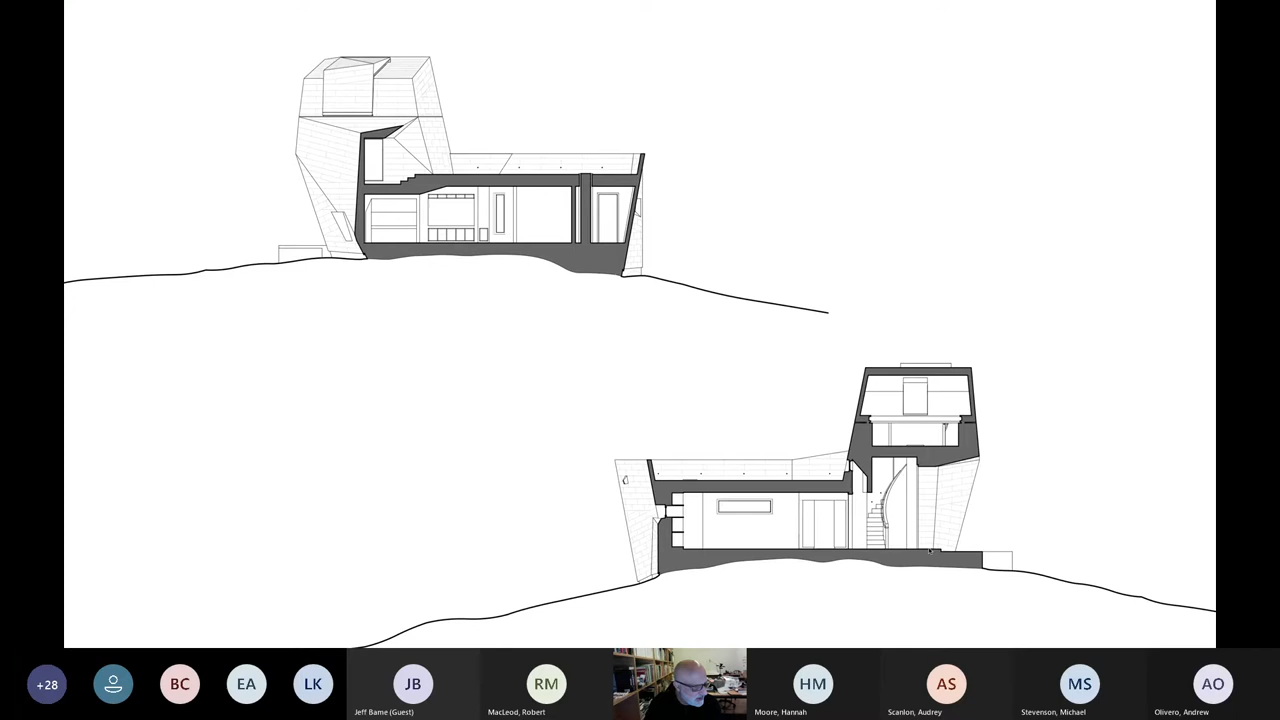 +28
BC
EA
LK
JB
RM
HM
AS
MS
AO
Jeff Bame (Guest)
MacLeod, Robert
Moore, Hannah
Scanlon, Audrey
Stevenson, Michael
Olivero, Andrew